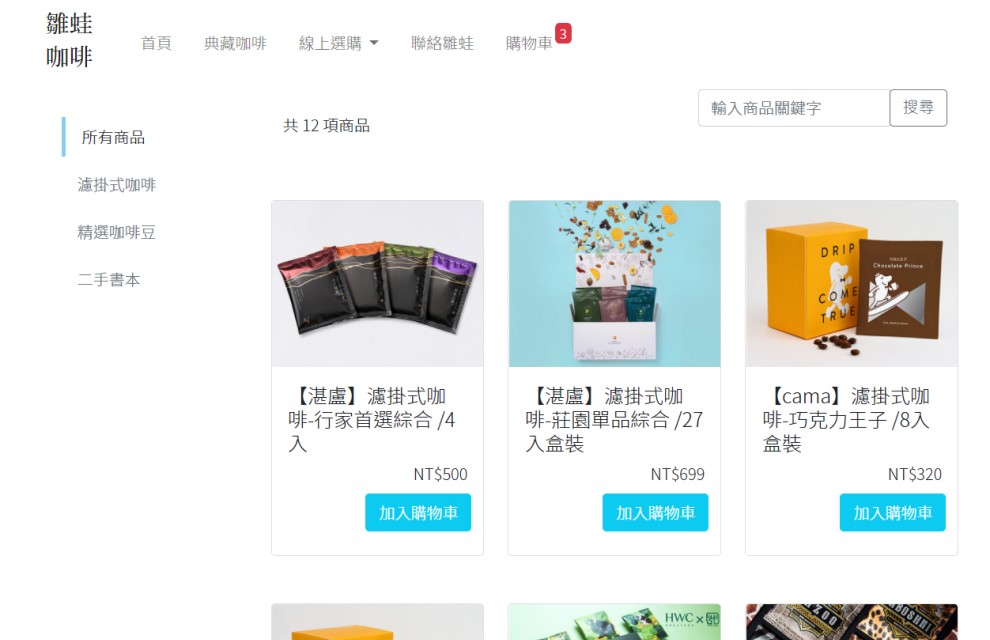 雛蛙
咖啡
首頁
典藏咖啡
線上選購
聯絡雛蛙
購物車
3
輸入商品關鍵字
搜尋
所有商品
共 12 項商品
濾掛式咖啡
精選咖啡豆
二手書本
DRIP
COME
TRUE
Chocolate Prince
【湛盧】濾掛式咖
啡-行家首選綜合 /4
入
NT$500
加入購物車
【湛盧】濾掛式咖
啡-莊園單品綜合 /27
入盒裝
NT$699
加入購物車
【cama】濾掛式咖
啡-巧克力王子 /8入
盒裝
NT$320
加入購物車
HWC ×